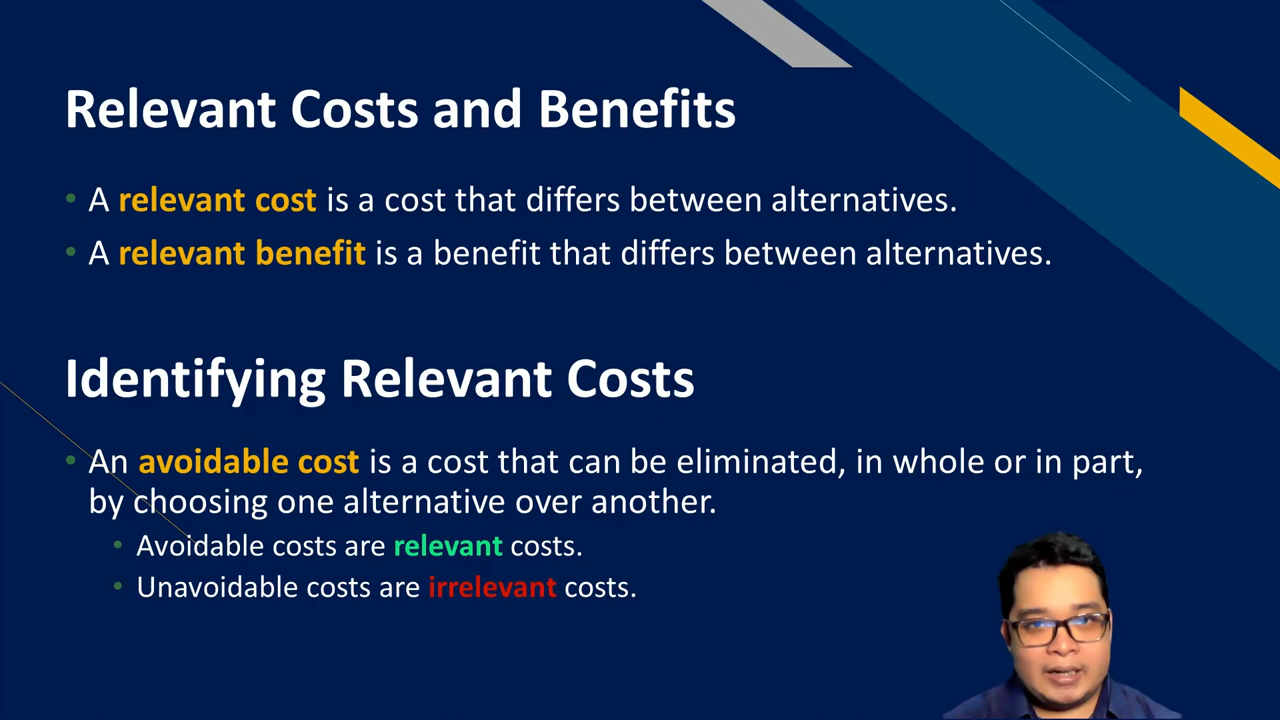 Relevant Costs and Benefits
• A relevant cost is a cost that differs between alternatives.
• A relevant benefit is a benefit that differs between alternatives.
Identifying Relevant Costs
• An avoidable cost is a cost that can be eliminated, in whole or in part,
by choosing one alternative over another.
• Avoidable costs are relevant costs.
• Unavoidable costs are irrelevant costs.